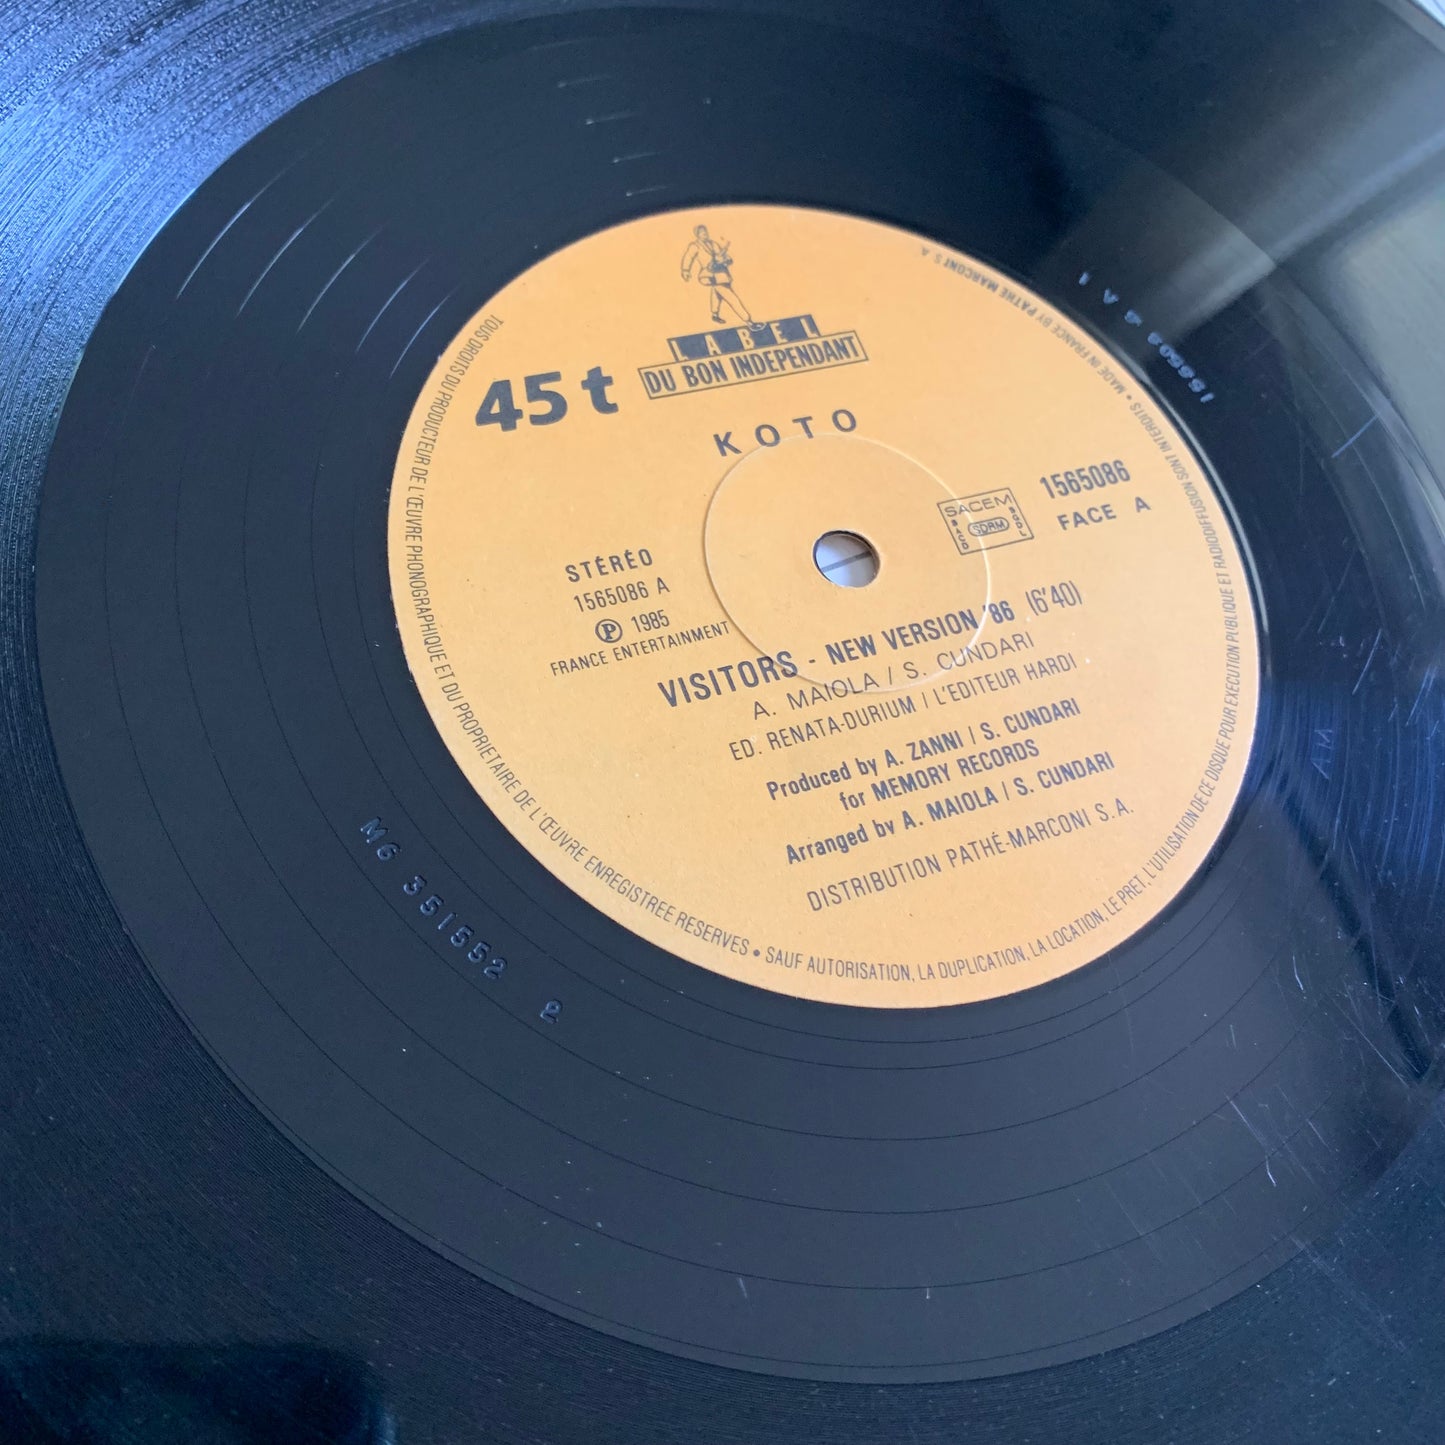 LABEL
DU BON INDEPENDANT
45 t
KOTO
1565086
FACE A
SACEM
SACD
SDRM
SGDL
STÉRÉO
1565086 A
Ⓟ 1985
FRANCE ENTERTAINMENT
VISITORS - NEW VERSION '86 (6'40)
A. MAIOLA / S. CUNDARI
ED. RENATA-DURIUM / L'EDITEUR HARDI
Produced by A. ZANNI / S. CUNDARI
for MEMORY RECORDS
Arranged by A. MAIOLA / S. CUNDARI
DISTRIBUTION PATHÉ-MARCONI S.A.
TOUS DROITS DU PRODUCTEUR DE L'ŒUVRE PHONOGRAPHIQUE ET DU PROPRIETAIRE DE L'ŒUVRE ENREGISTREE RESERVES • SAUF AUTORISATION, LA DUPLICATION, LA LOCATION, LE PRET, L'UTILISATION DE CE DISQUE POUR EXECUTION PUBLIQUE ET RADIODIFFUSION SONT INTERDITS • MADE IN FRANCE BY PATHE MARCONI S.A.
M6 351552 2